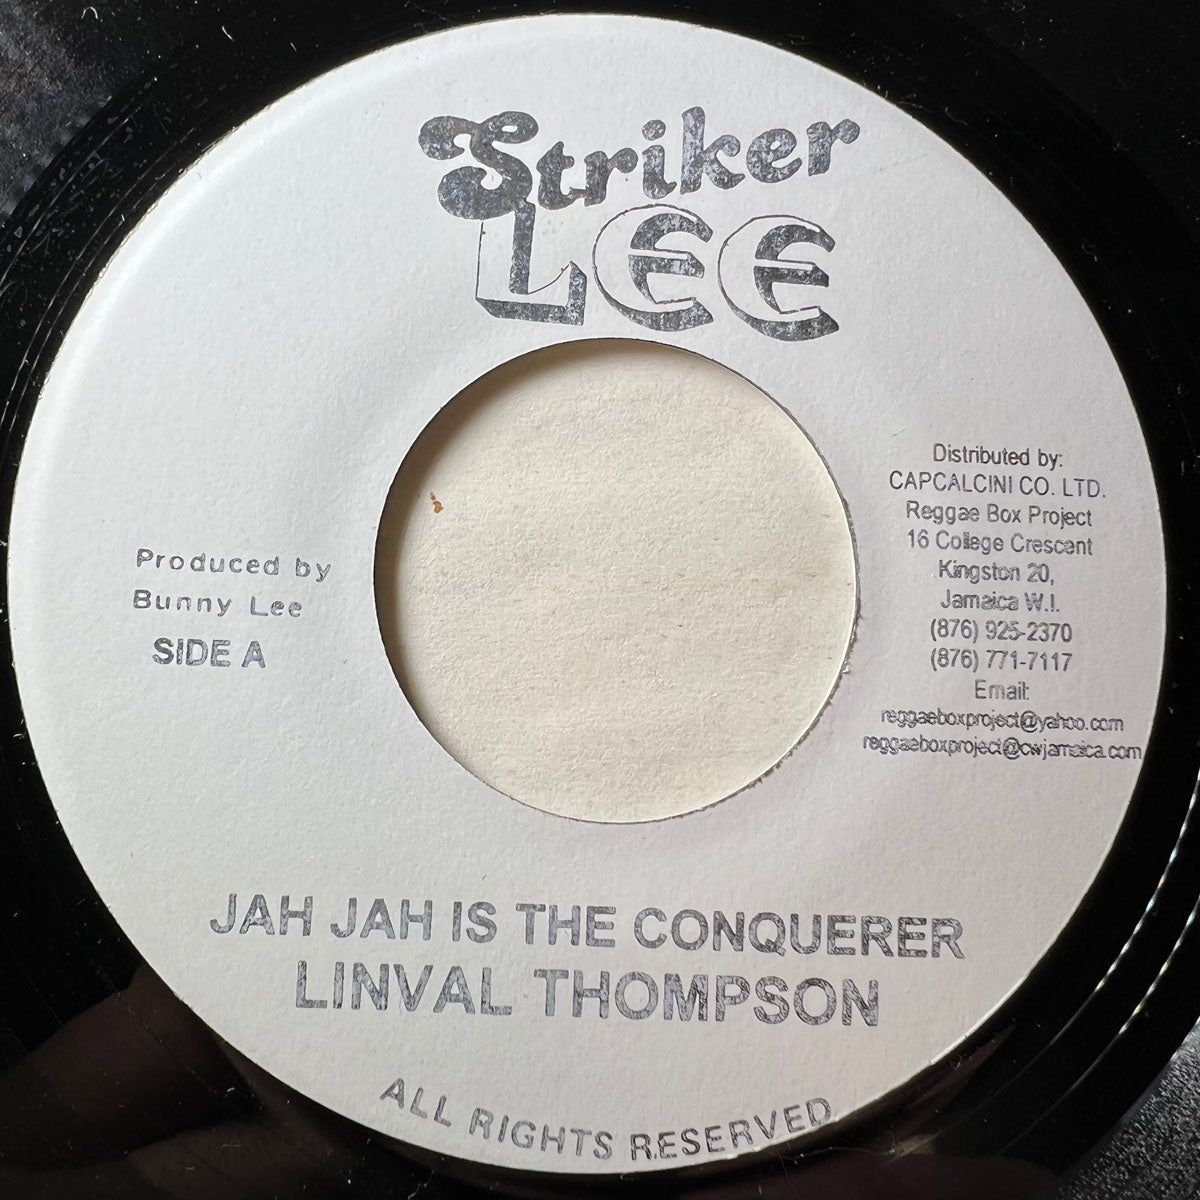 Striker
LEE
Distributed by:
CAPCALCINI CO. LTD.
Reggae Box Project
16 College Crescent
Kingston 20,
Jamaica W.I.
(876) 925-2370
(876) 771-7117
Email:
reggaeboxproject@yahoo.com
reggaeboxproject@cwjamaica.com
Produced by
Bunny Lee
SIDE A
JAH JAH IS THE CONQUERER
LINVAL THOMPSON
ALL RIGHTS RESERVED